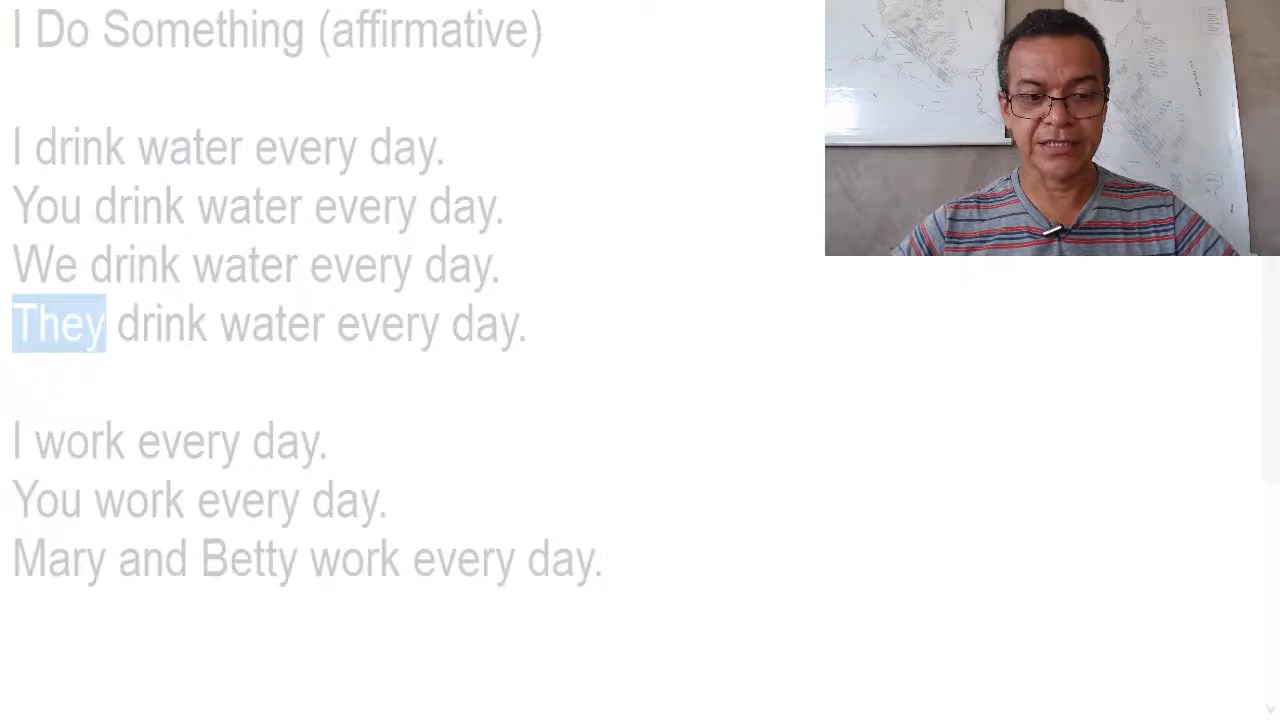 I Do Something (affirmative)
I drink water every day.
You drink water every day.
We drink water every day.
They drink water every day.
I work every day.
You work every day.
Mary and Betty work every day.